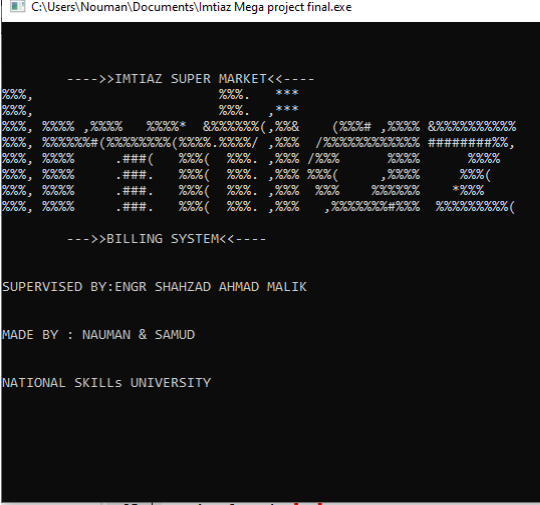 C:\Users\Nouman\Documents\Imtiaz Mega project final.exe
---->>IMTIAZ SUPER MARKET<<----
Imtiaz
--->>BILLING SYSTEM<<----
SUPERVISED BY:ENGR SHAHZAD AHMAD MALIK
MADE BY : NAUMAN & SAMUD
NATIONAL SKILLs UNIVERSITY